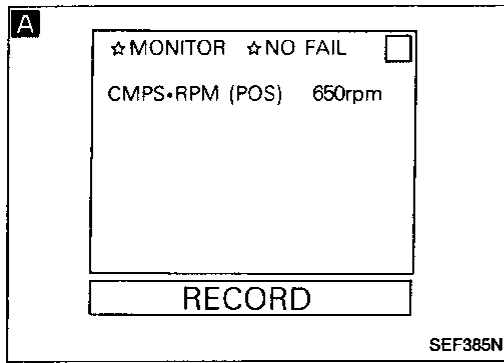 A
☆MONITOR ☆NO FAIL
CMPS•RPM (POS) 650rpm
RECORD
SEF385N